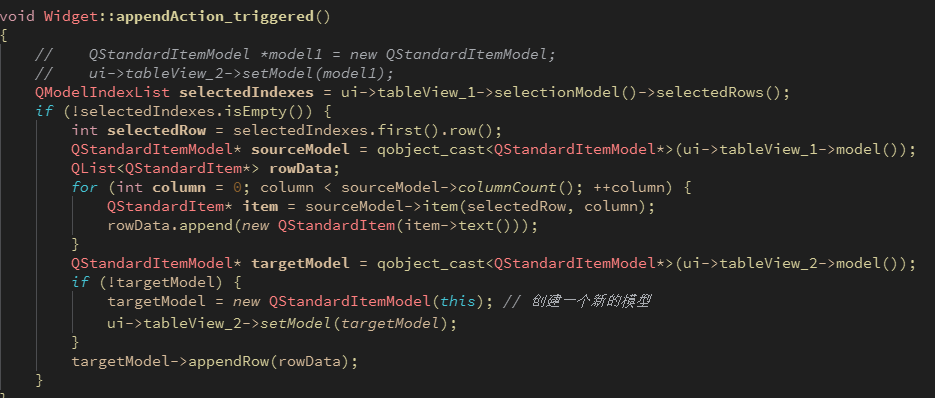 void Widget::appendAction_triggered()
{
    //    QStandardItemModel *model1 = new QStandardItemModel;
    //    ui->tableView_2->setModel(model1);
    QModelIndexList selectedIndexes = ui->tableView_1->selectionModel()->selectedRows();
    if (!selectedIndexes.isEmpty()) {
        int selectedRow = selectedIndexes.first().row();
        QStandardItemModel* sourceModel = qobject_cast<QStandardItemModel*>(ui->tableView_1->model());
        QList<QStandardItem*> rowData;
        for (int column = 0; column < sourceModel->columnCount(); ++column) {
            QStandardItem* item = sourceModel->item(selectedRow, column);
            rowData.append(new QStandardItem(item->text()));
        }
        QStandardItemModel* targetModel = qobject_cast<QStandardItemModel*>(ui->tableView_2->model());
        if (!targetModel) {
            targetModel = new QStandardItemModel(this); // 创建一个新的模型
            ui->tableView_2->setModel(targetModel);
        }
        targetModel->appendRow(rowData);
    }